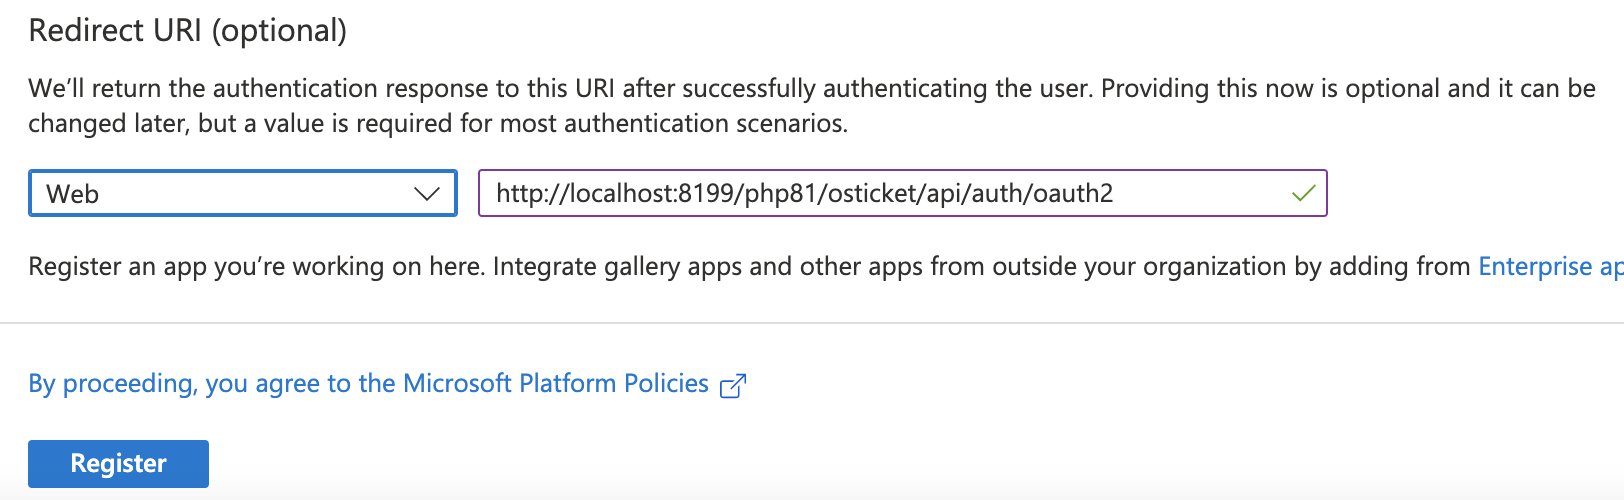 Redirect URI (optional)
We’ll return the authentication response to this URI after successfully authenticating the user. Providing this now is optional and it can be
changed later, but a value is required for most authentication scenarios.
Web
http://localhost:8199/php81/osticket/api/auth/oauth2
Register an app you’re working on here. Integrate gallery apps and other apps from outside your organization by adding from Enterprise
By proceeding, you agree to the Microsoft Platform Policies
Register